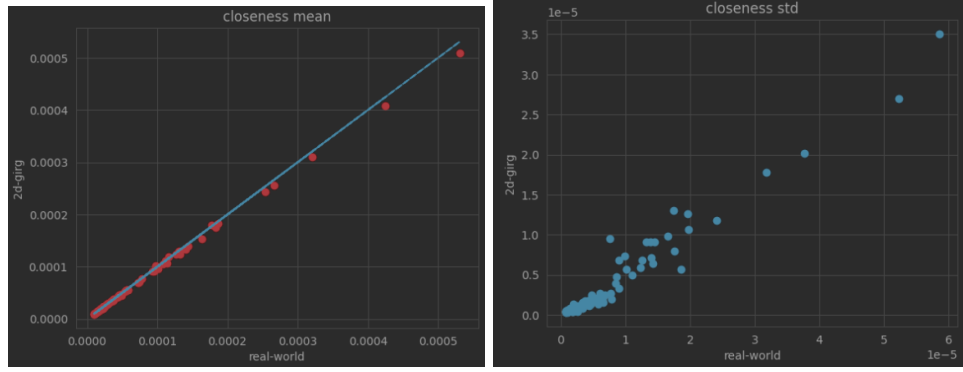 closeness mean
0.0005
0.0004
0.0003
0.0002
0.0001
0.0000
2d-girg
0.0000 0.0001 0.0002 0.0003 0.0004 0.0005
real-world
closeness std
1e−5
3.5
3.0
2.5
2.0
1.5
1.0
0.5
0.0
2d-girg
0 1 2 3 4 5 6
real-world
1e−5